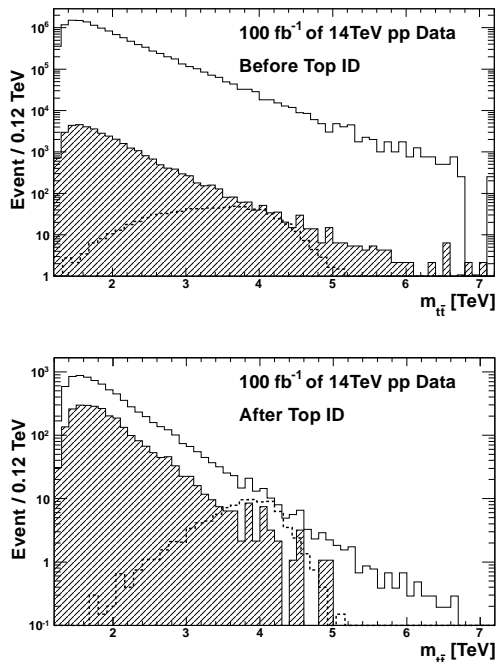 10⁶
10⁵
10⁴
10³
10²
10
1
Event / 0.12 TeV
100 fb⁻¹ of 14TeV pp Data
Before Top ID
2 3 4 5 6 7
m_tt̄ [TeV]
10³
10²
10
1
10⁻¹
Event / 0.12 TeV
100 fb⁻¹ of 14TeV pp Data
After Top ID
2 3 4 5 6 7
m_tt̄ [TeV]